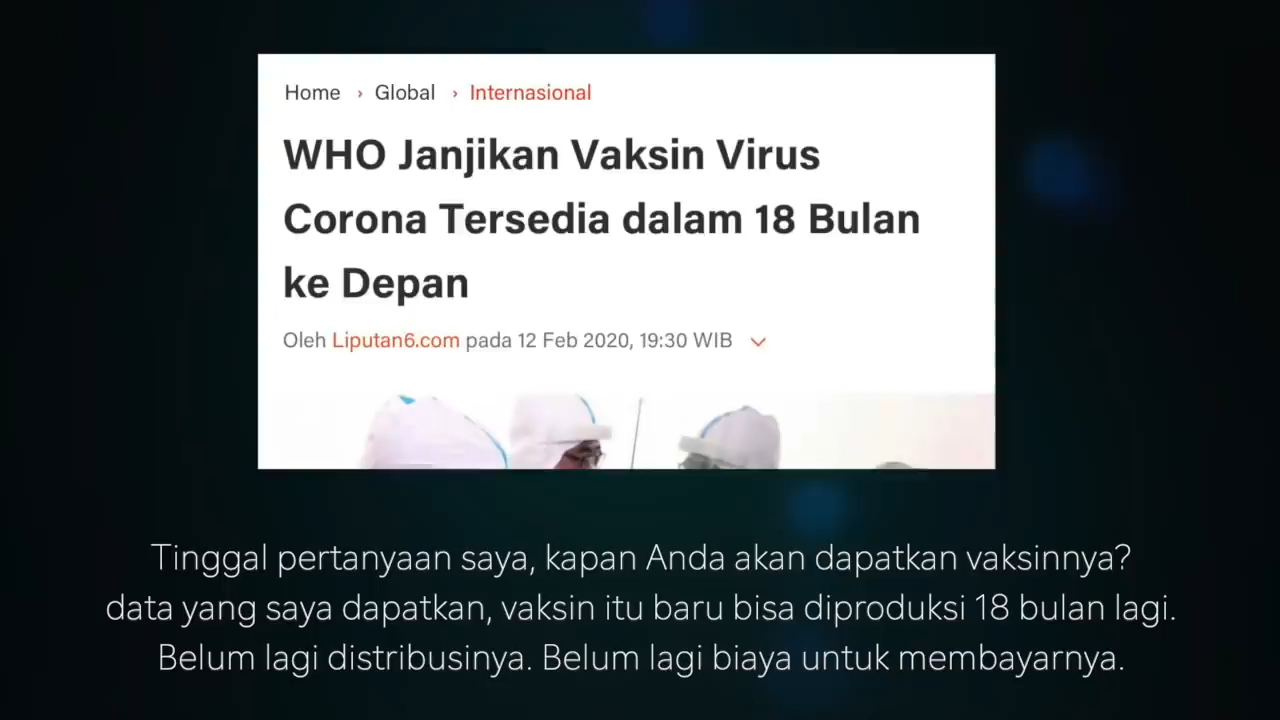 Home › Global › Internasional
WHO Janjikan Vaksin Virus
Corona Tersedia dalam 18 Bulan
ke Depan
Oleh Liputan6.com pada 12 Feb 2020, 19:30 WIB
Tinggal pertanyaan saya, kapan Anda akan dapatkan vaksinnya?
data yang saya dapatkan, vaksin itu baru bisa diproduksi 18 bulan lagi.
Belum lagi distribusinya. Belum lagi biaya untuk membayarnya.